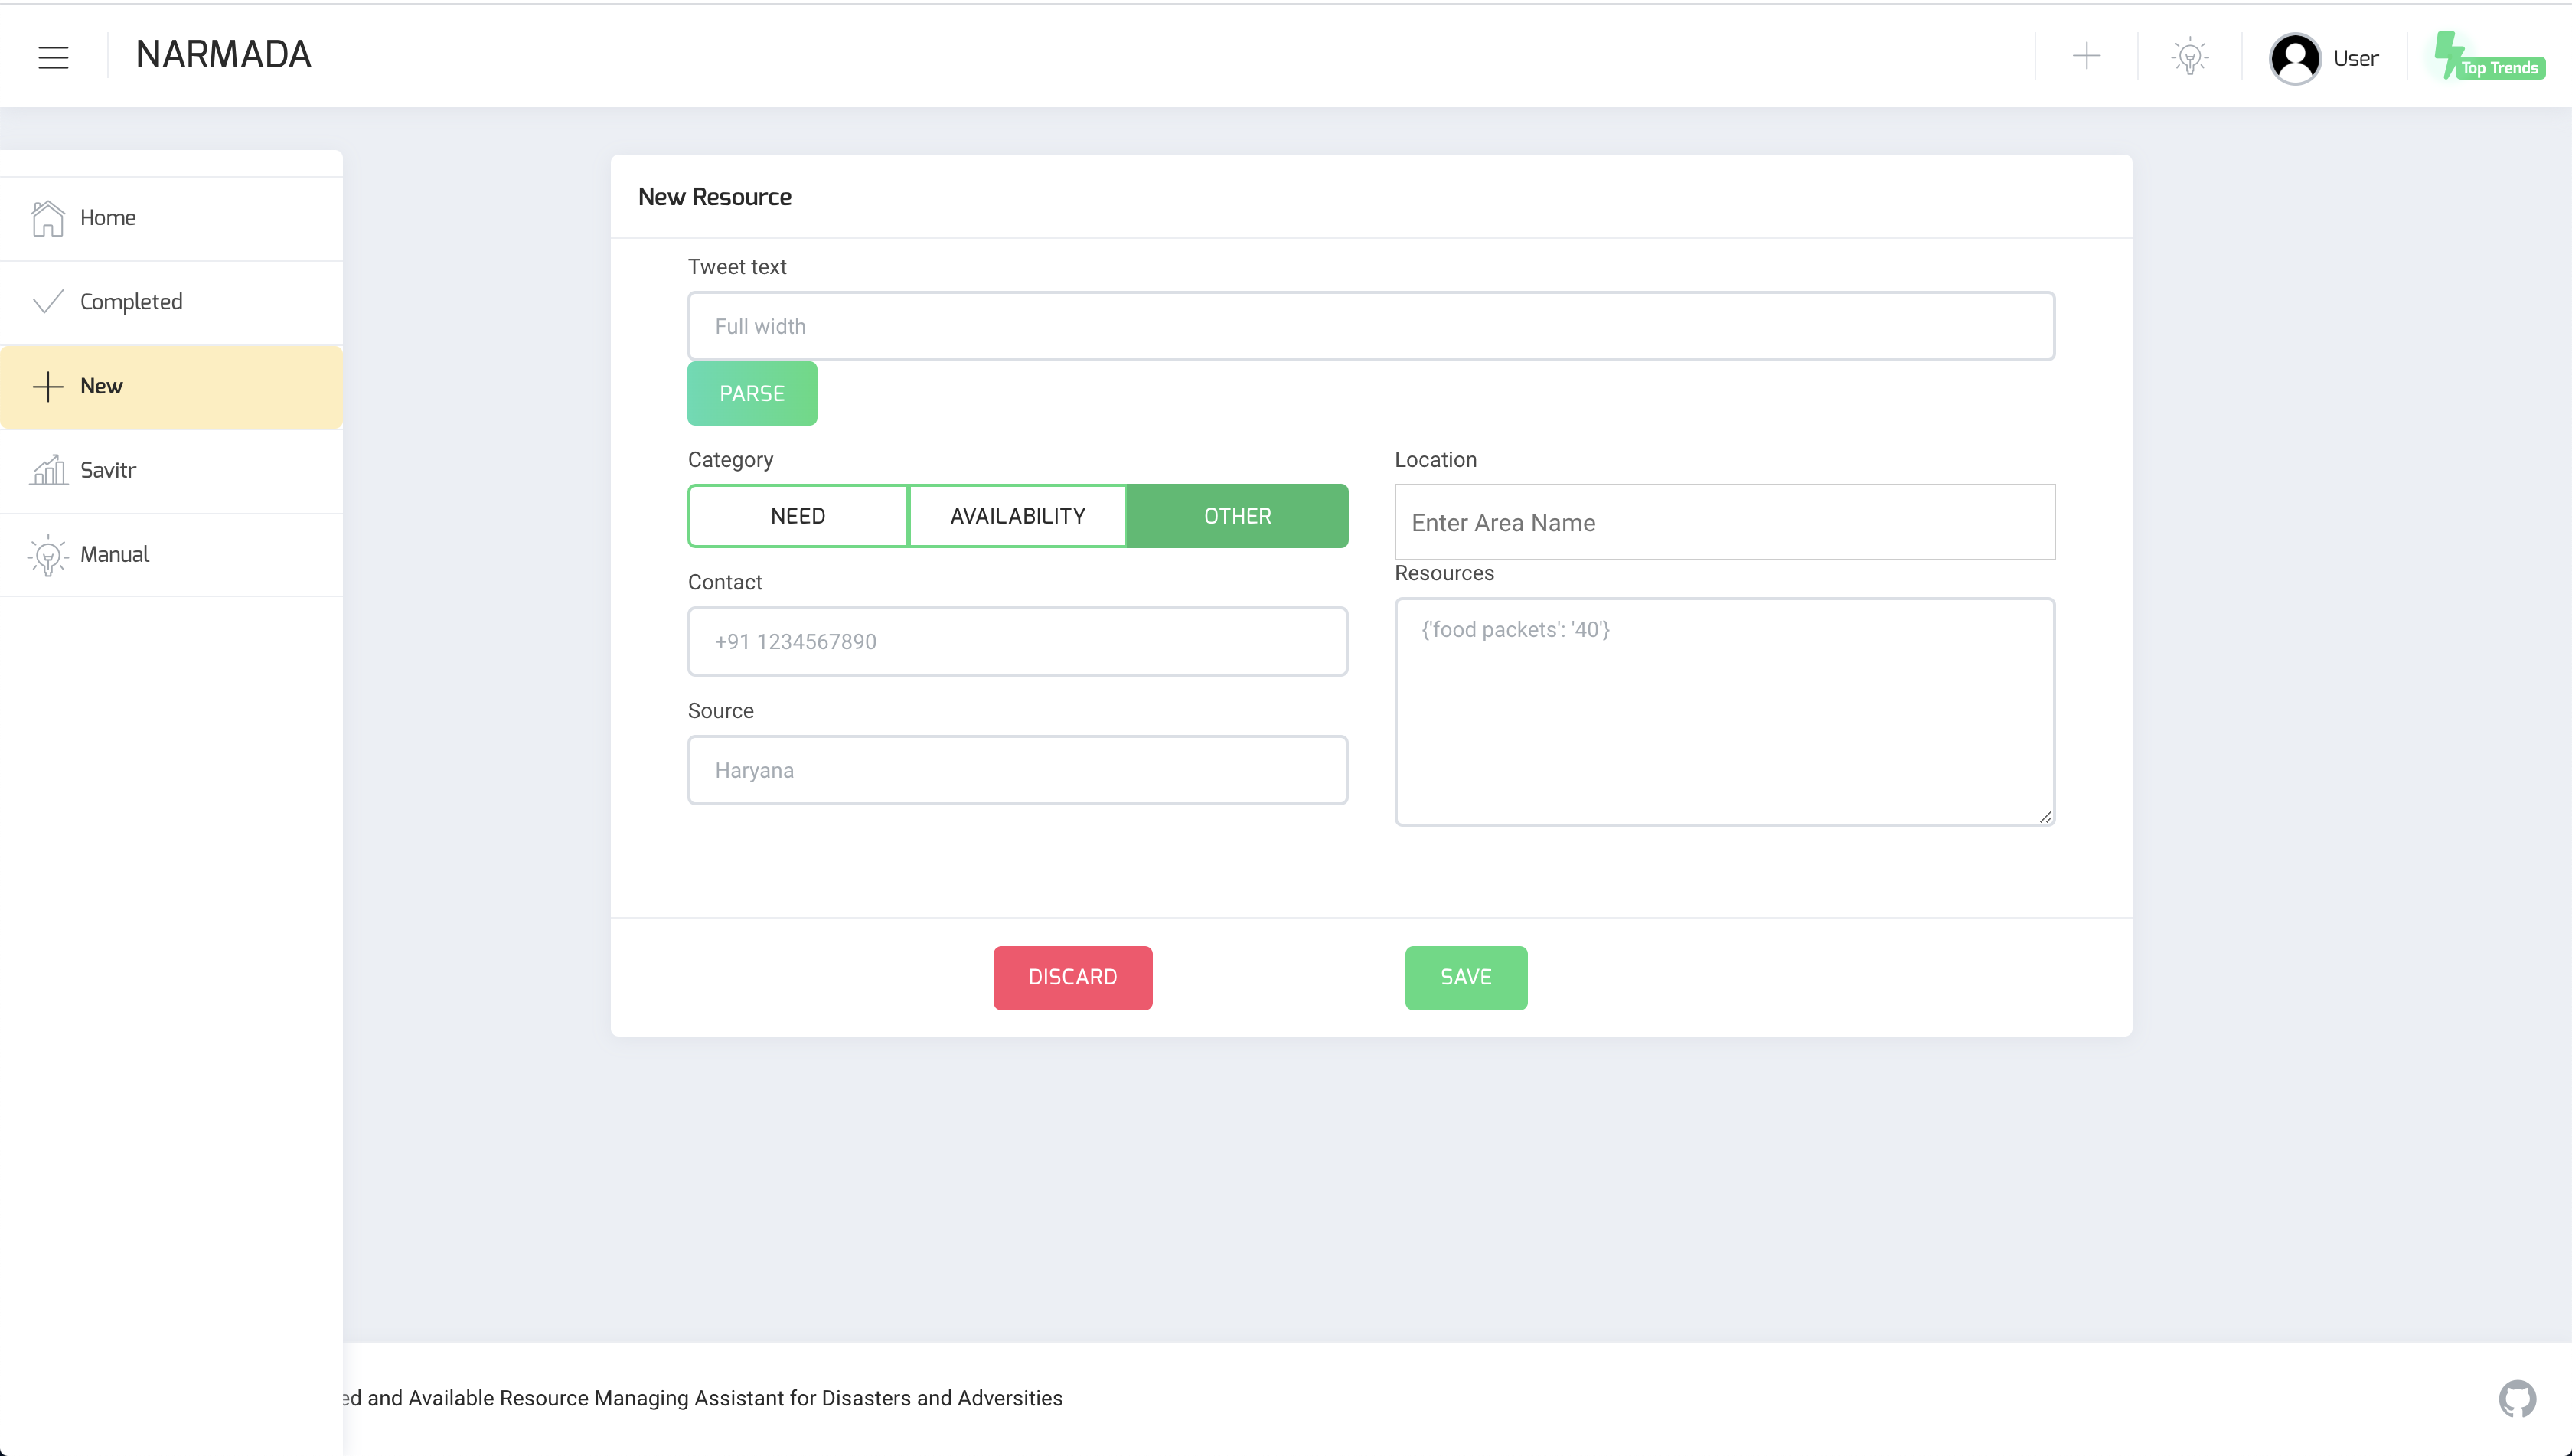 NARMADA
User
Top Trends
Home
Completed
New
Savitr
Manual
New Resource
Tweet text
Full width
PARSE
Category
NEED
AVAILABILITY
OTHER
Location
Enter Area Name
Contact
+91 1234567890
Resources
{'food packets': '40'}
Source
Haryana
DISCARD
SAVE
ed and Available Resource Managing Assistant for Disasters and Adversities